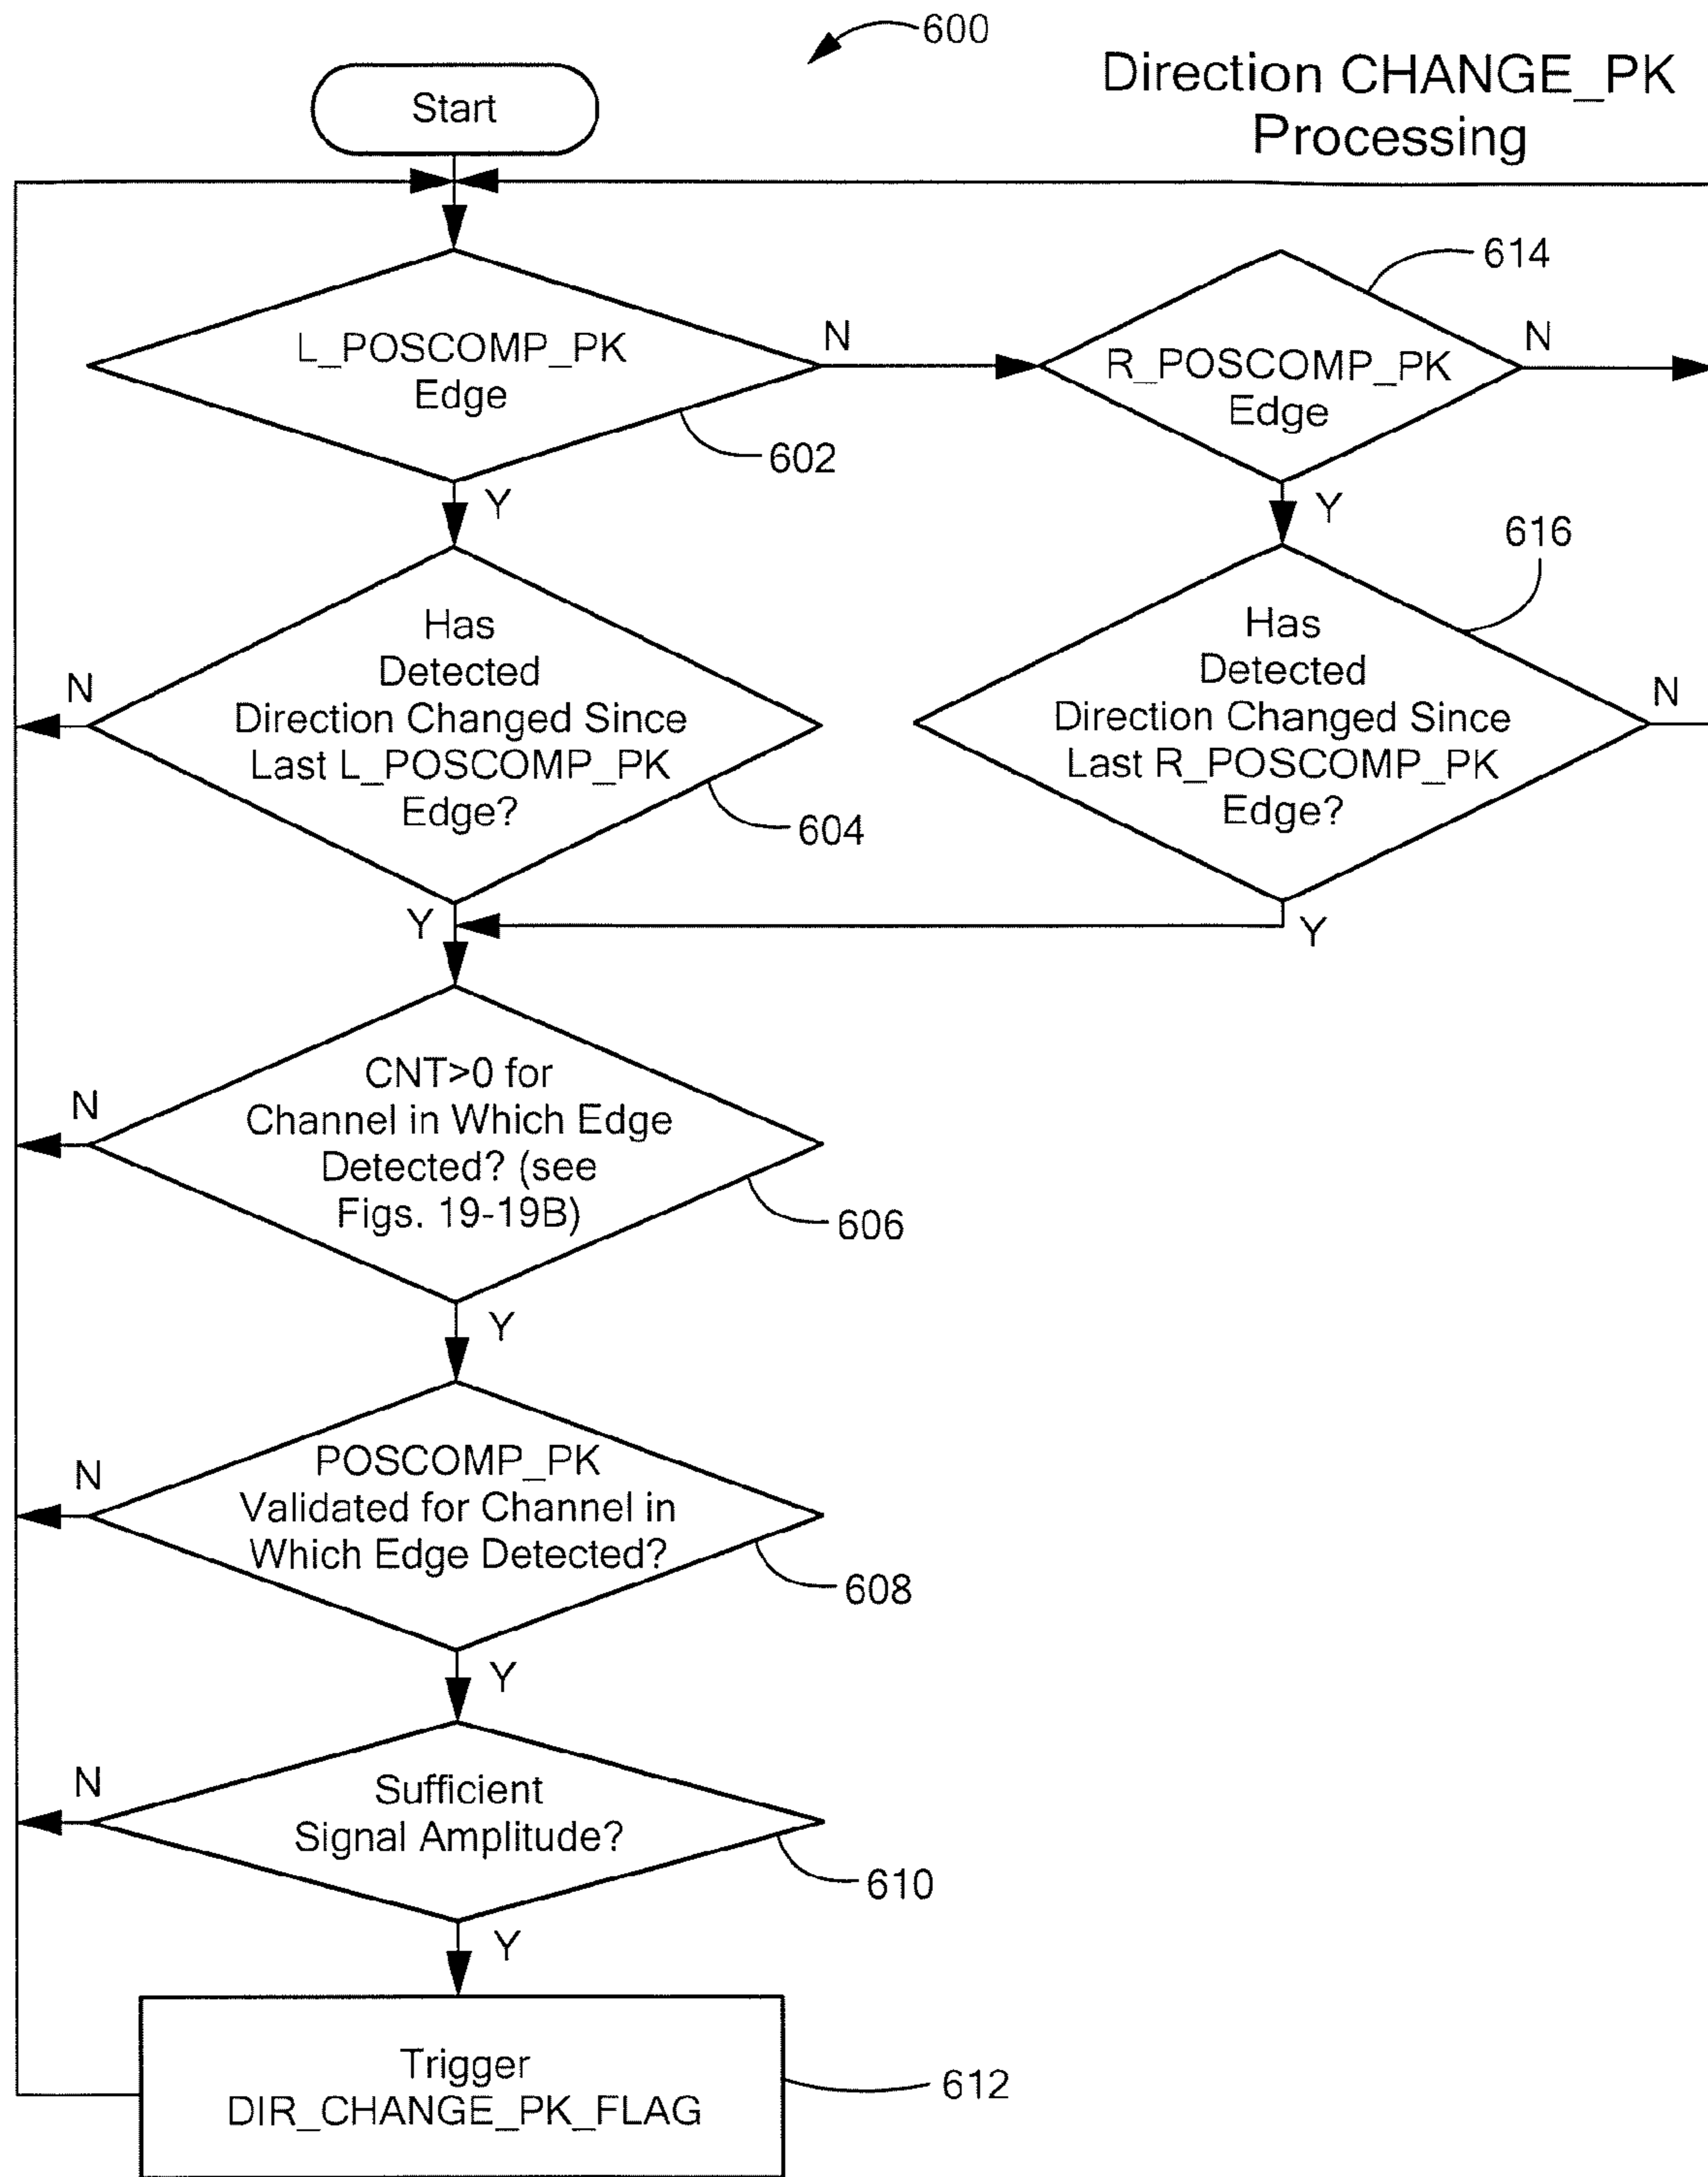 600
Direction CHANGE_PK
Processing
Start
L_POSCOMP_PK
Edge
N
602
Y
614
R_POSCOMP_PK
Edge
N
Y
616
Has
Detected
Direction Changed Since
Last L_POSCOMP_PK
Edge?
N
604
Y
Has
Detected
Direction Changed Since
Last R_POSCOMP_PK
Edge?
N
Y
CNT>0 for
Channel in Which Edge
Detected? (see
Figs. 19-19B)
N
606
Y
POSCOMP_PK
Validated for Channel in
Which Edge Detected?
N
608
Y
Sufficient
Signal Amplitude?
N
610
Y
Trigger
DIR_CHANGE_PK_FLAG
612